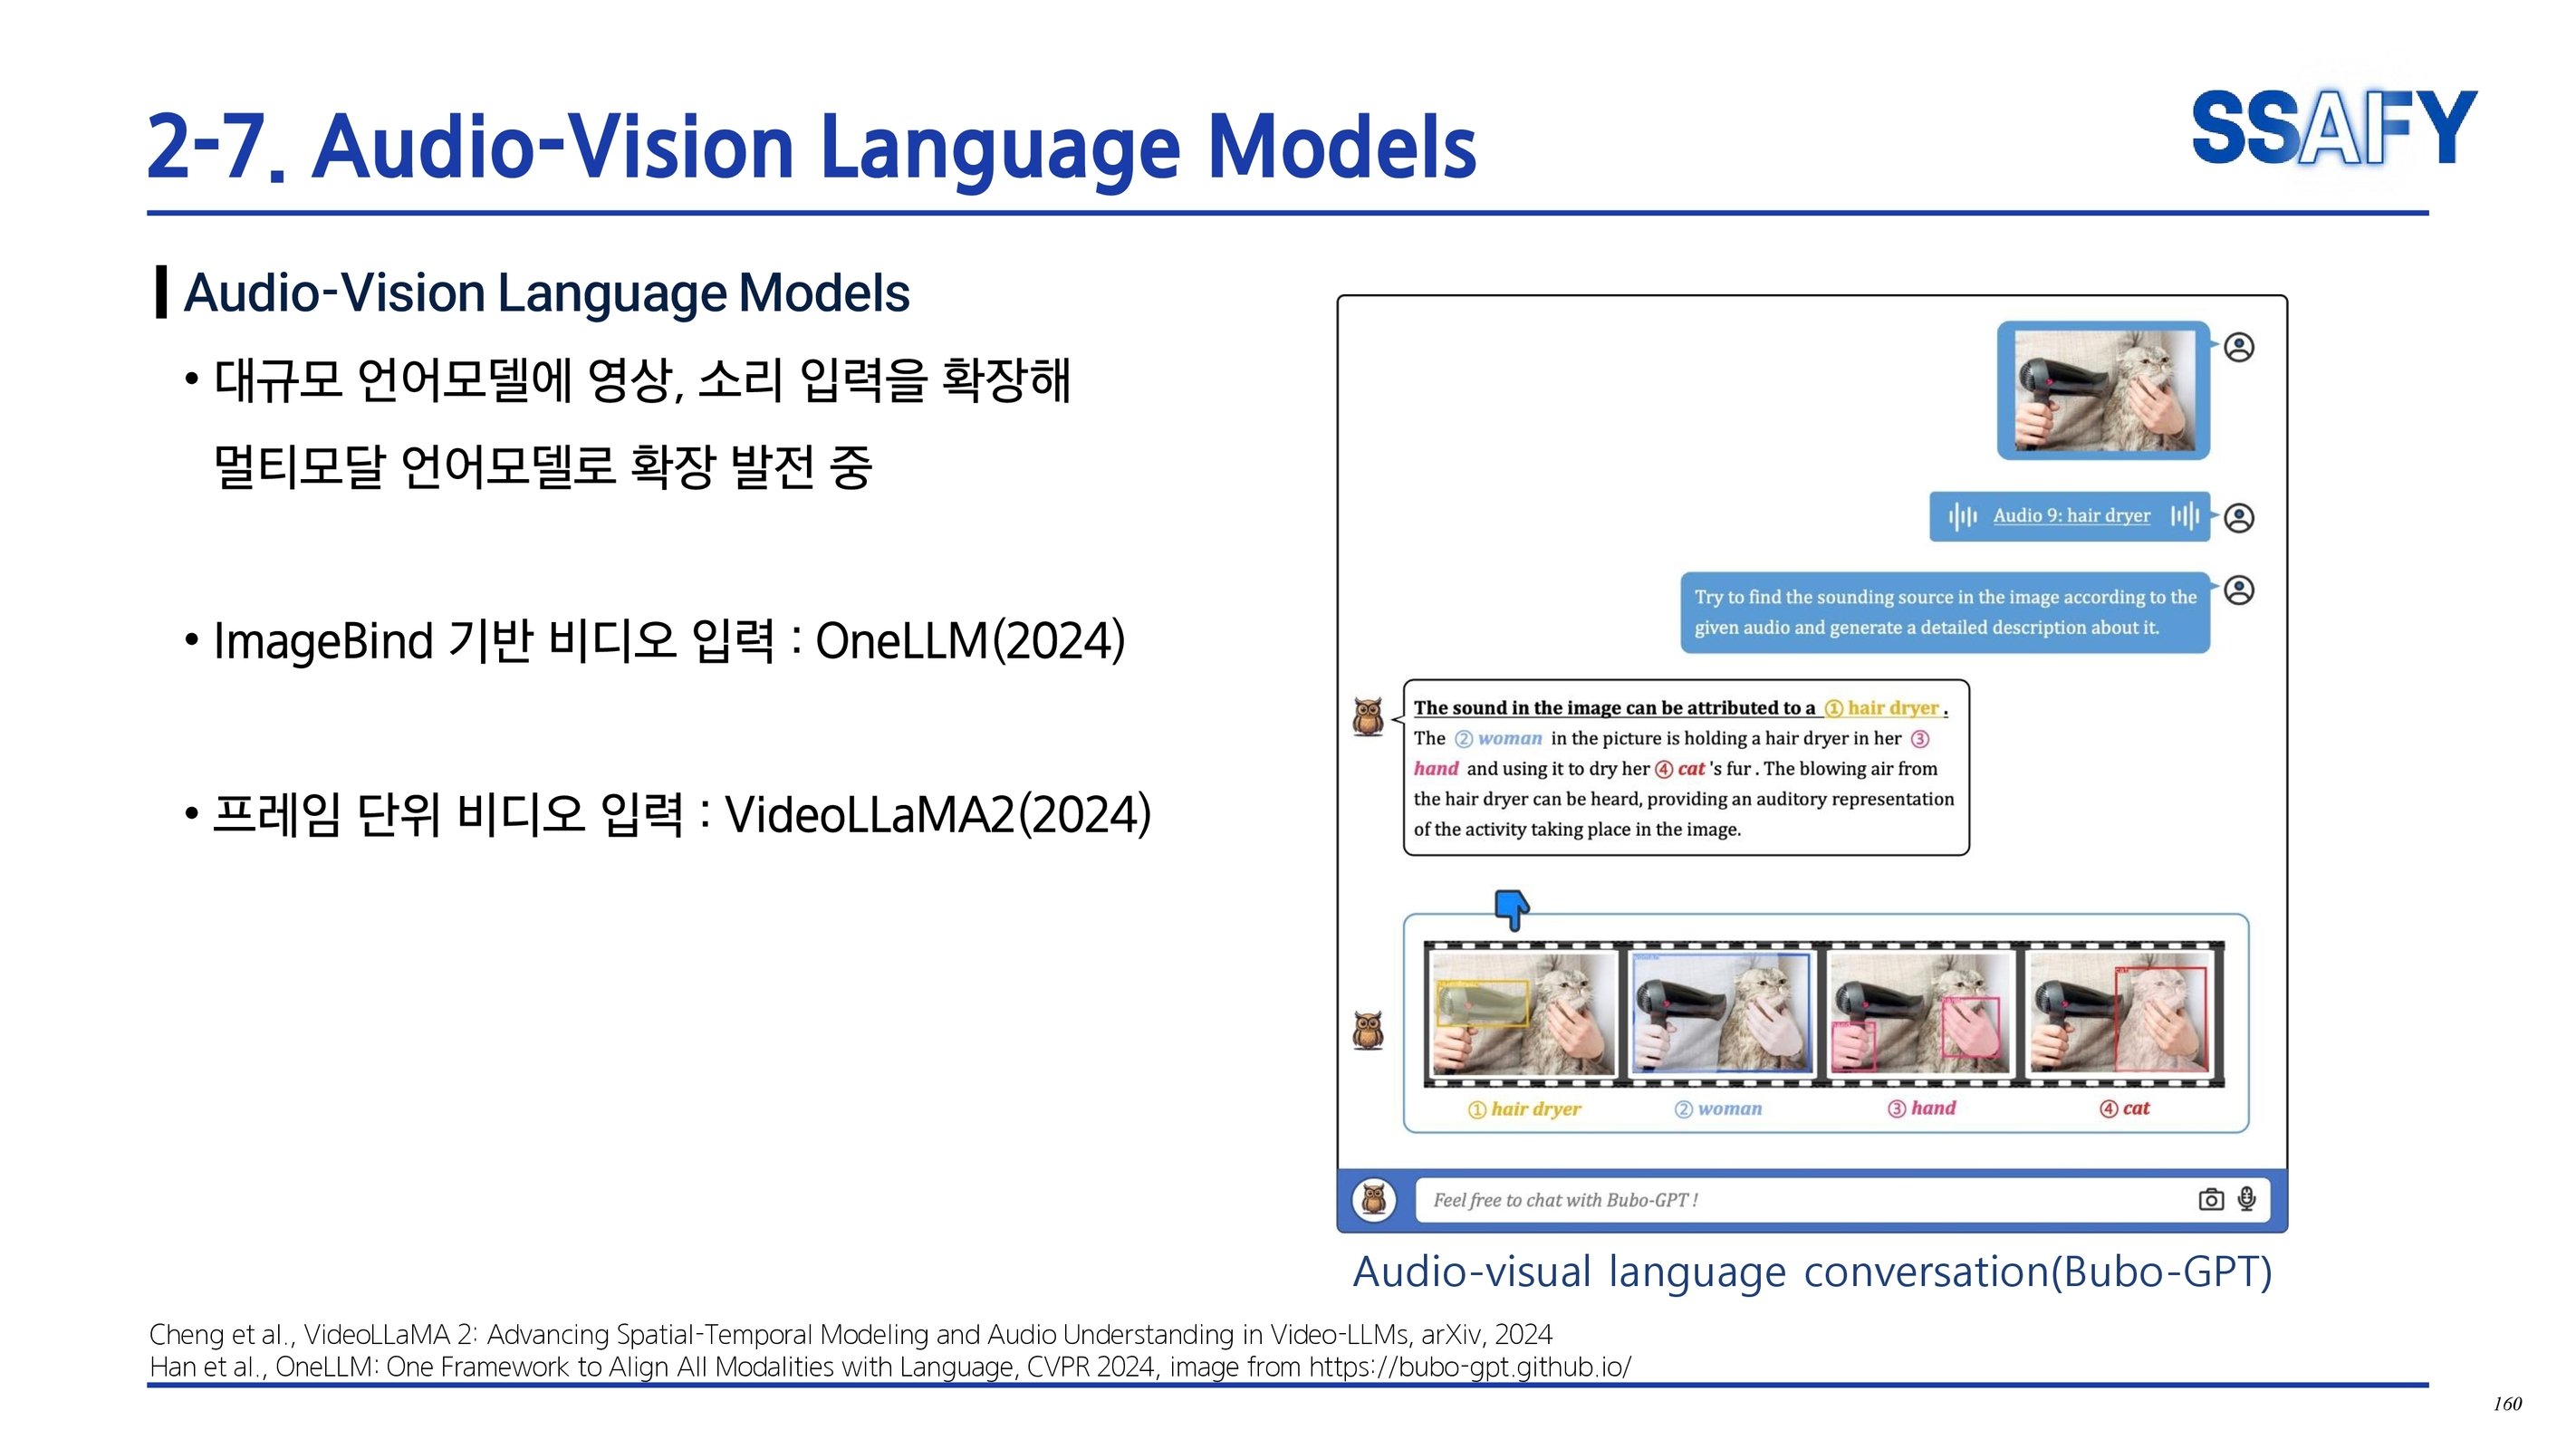 2-7. Audio-Vision Language Models
SSAFY
Audio-Vision Language Models
• 대규모 언어모델에 영상, 소리 입력을 확장해
멀티모달 언어모델로 확장 발전 중
• ImageBind 기반 비디오 입력 : OneLLM(2024)
• 프레임 단위 비디오 입력 : VideoLLaMA2(2024)
Audio 9: hair dryer
Try to find the sounding source in the image according to the
given audio and generate a detailed description about it.
The sound in the image can be attributed to a ① hair dryer .
The ② woman in the picture is holding a hair dryer in her ③
hand and using it to dry her ④ cat 's fur . The blowing air from
the hair dryer can be heard, providing an auditory representation
of the activity taking place in the image.
cat
① hair dryer ② woman ③ hand ④ cat
Feel free to chat with Bubo-GPT !
Audio-visual language conversation(Bubo-GPT)
Cheng et al., VideoLLaMA 2: Advancing Spatial-Temporal Modeling and Audio Understanding in Video-LLMs, arXiv, 2024
Han et al., OneLLM: One Framework to Align All Modalities with Language, CVPR 2024, image from https://bubo-gpt.github.io/
160